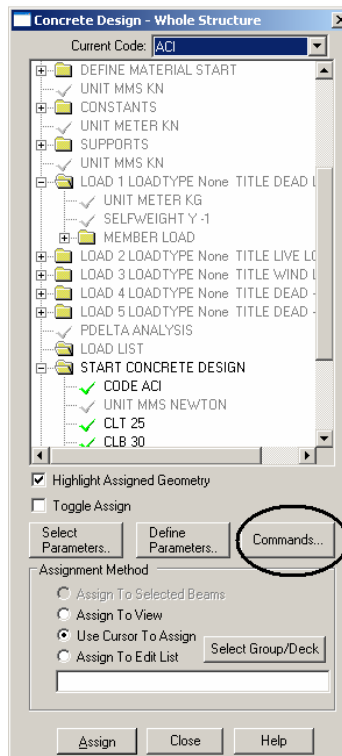 Concrete Design - Whole Structure
Current Code: ACI
DEFINE MATERIAL START
UNIT MMS KN
CONSTANTS
UNIT METER KN
SUPPORTS
UNIT MMS KN
LOAD 1 LOADTYPE None TITLE DEAD L
UNIT METER KG
SELFWEIGHT Y -1
MEMBER LOAD
LOAD 2 LOADTYPE None TITLE LIVE LO
LOAD 3 LOADTYPE None TITLE WIND L
LOAD 4 LOADTYPE None TITLE DEAD -
LOAD 5 LOADTYPE None TITLE DEAD -
PDELTA ANALYSIS
LOAD LIST
START CONCRETE DESIGN
CODE ACI
UNIT MMS NEWTON
CLT 25
CLB 30
Highlight Assigned Geometry
Toggle Assign
Select Parameters..
Define Parameters..
Commands...
Assignment Method
Assign To Selected Beams
Assign To View
Use Cursor To Assign
Assign To Edit List
Select Group/Deck
Assign Close Help